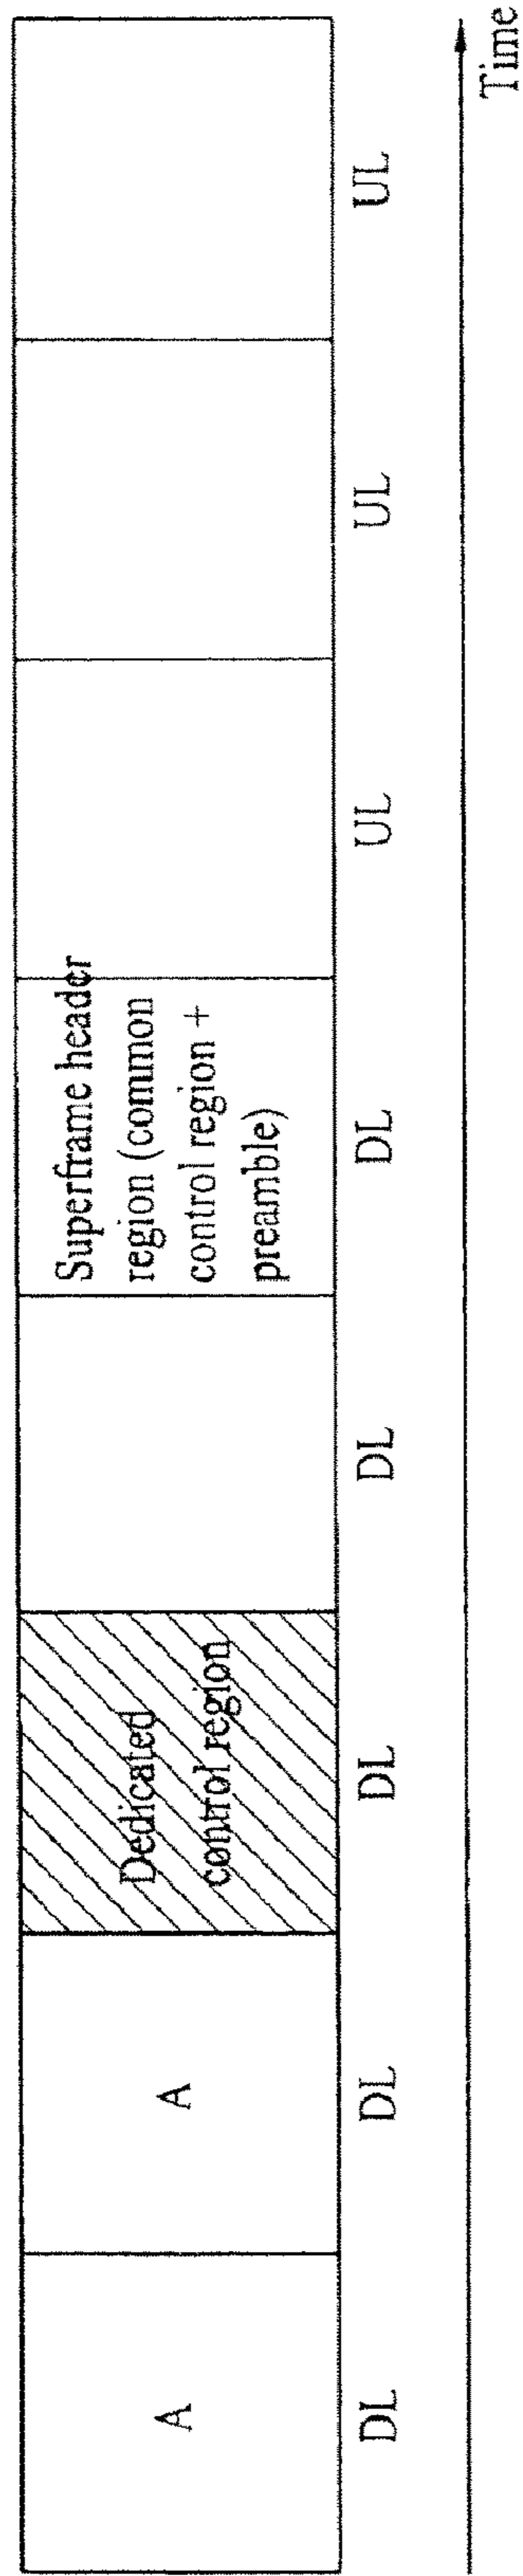 A
A
Dedicated
control region
Superframe header
region (common
control region +
preamble)
DL
DL
DL
DL
DL
UL
UL
UL
Time